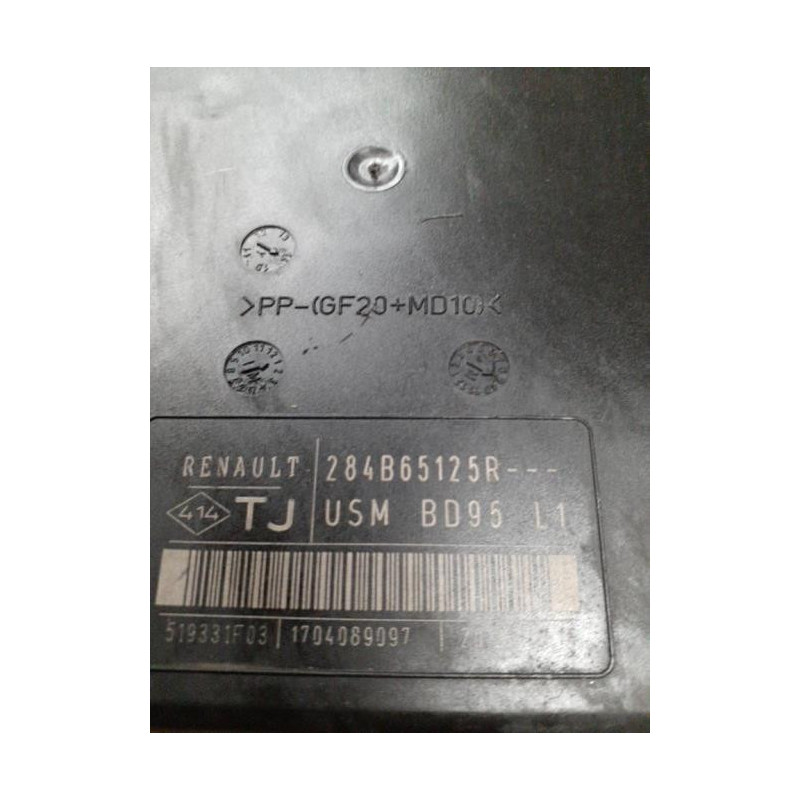 >PP-(GF20+MD10)<
RENAULT 284B65125R---
414 TJ USM BD95 L1
519331F03 1704089097